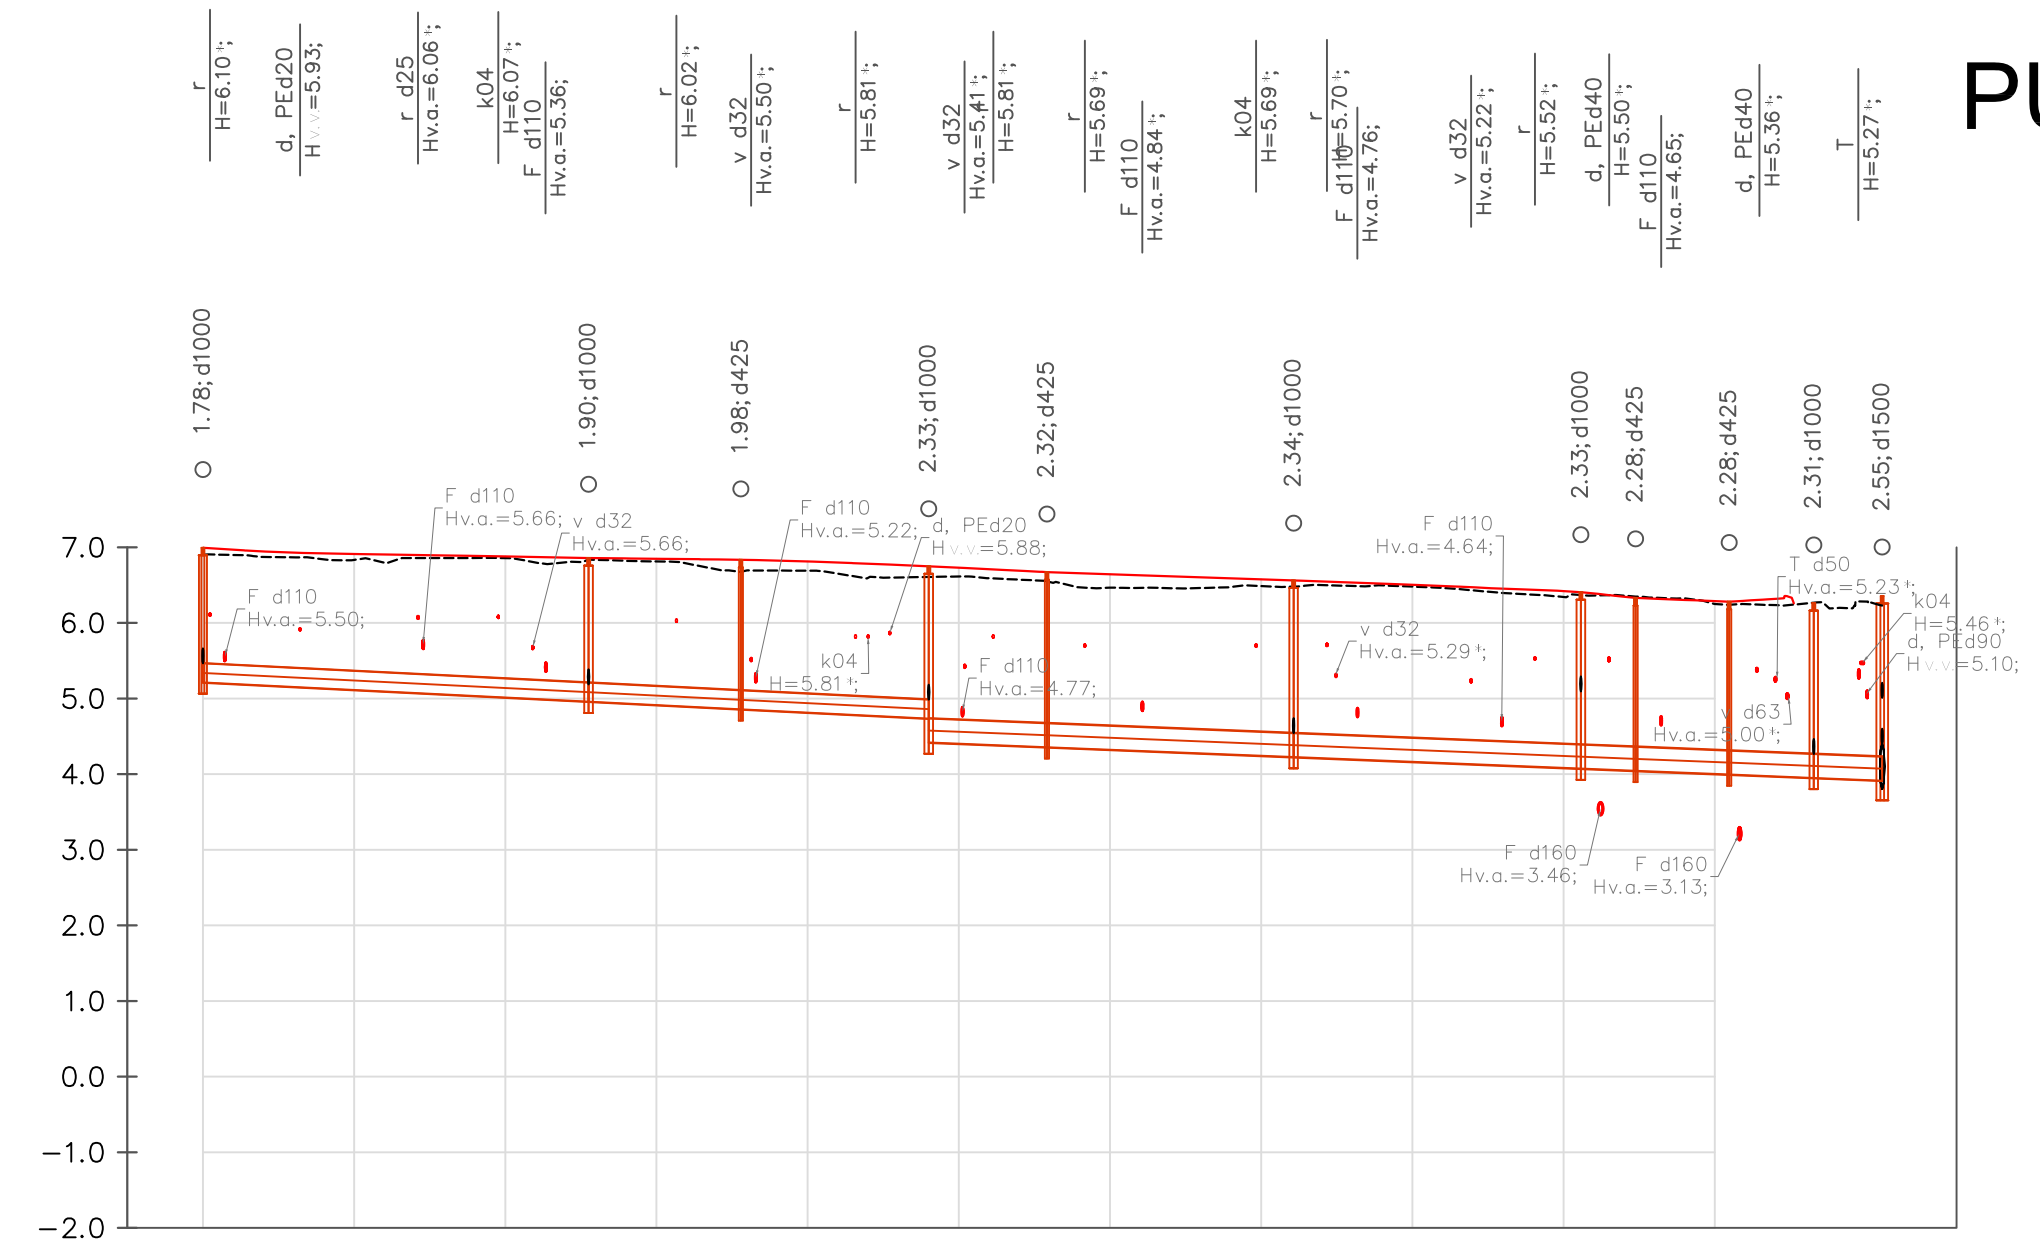 r
H=6.10*;
d, PEd20
Hv.v.=5.93;
r d25
Hv.a.=6.06*;
k04
H=6.07*;
F d110
Hv.a.=5.36;
r
H=6.02*;
v d32
Hv.a.=5.50*;
r
H=5.81*;
v d32
Hv.a.=5.41*;
r
H=5.81*;
r
H=5.69*;
F d110
Hv.a.=4.84*;
k04
H=5.69*;
r
H=5.70*;
F d110
Hv.a.=4.76;
v d32
Hv.a.=5.22*;
r
H=5.52*;
d, PEd40
H=5.50*;
F d110
Hv.a.=4.65;
d, PEd40
H=5.36*;
T
H=5.27*;
PU
1.78; d1000
1.90; d1000
1.98; d425
2.33; d1000
2.32; d425
2.34; d1000
2.33; d1000
2.28; d425
2.28; d425
2.31; d1000
2.55; d1500
F d110
Hv.a.=5.66;
v d32
Hv.a.=5.66;
F d110
Hv.a.=5.22;
d, PEd20
Hv.v.=5.88;
F d110
Hv.a.=4.64;
T d50
Hv.a.=5.23*;
F d110
Hv.a.=5.50;
k04
H=5.46*;
v d32
Hv.a.=5.29*;
d, PEd90
Hv.v.=5.10;
k04
H=5.81*;
F d110
Hv.a.=4.77;
v d63
Hv.a.=5.00*;
F d160
Hv.a.=3.46;
F d160
Hv.a.=3.13;
7.0
6.0
5.0
4.0
3.0
2.0
1.0
0.0
−1.0
−2.0